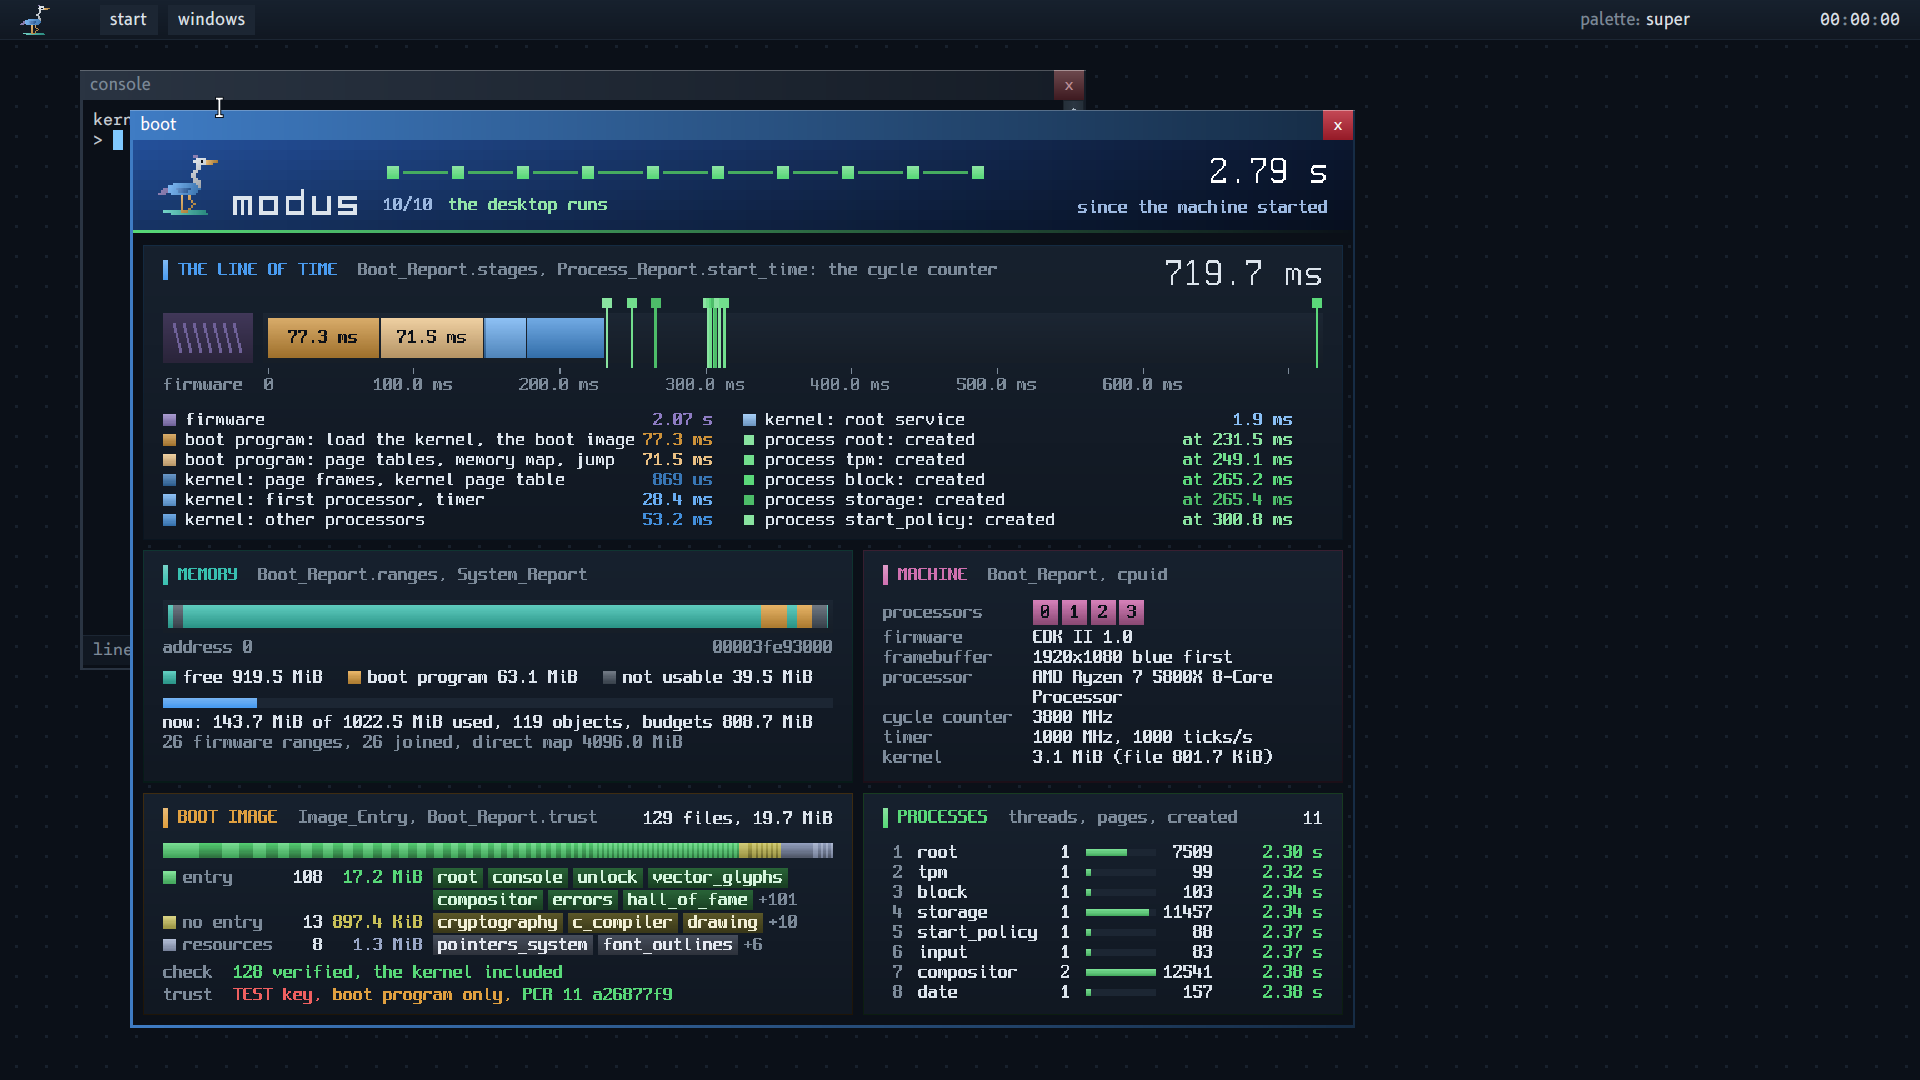 start windows palette: super 00:00:00
console x
kern
>
boot x
modus 10/10 the desktop runs
2.79 s
since the machine started
THE LINE OF TIME Boot_Report.stages, Process_Report.start_time: the cycle counter 719.7 ms
77.3 ms 71.5 ms
firmware 0 100.0 ms 200.0 ms 300.0 ms 400.0 ms 500.0 ms 600.0 ms
firmware 2.07 s kernel: root service 1.9 ms
boot program: load the kernel, the boot image 77.3 ms process root: created at 231.5 ms
boot program: page tables, memory map, jump 71.5 ms process tpm: created at 249.1 ms
kernel: page frames, kernel page table 869 us process block: created at 265.2 ms
kernel: first processor, timer 28.4 ms process storage: created at 265.4 ms
kernel: other processors 53.2 ms process start_policy: created at 300.8 ms
MEMORY Boot_Report.ranges, System_Report
address 0 00003fe93000
free 919.5 MiB boot program 63.1 MiB not usable 39.5 MiB
now: 143.7 MiB of 1022.5 MiB used, 119 objects, budgets 808.7 MiB
26 firmware ranges, 26 joined, direct map 4096.0 MiB
line
MACHINE Boot_Report, cpuid
processors 0 1 2 3
firmware EDK II 1.0
framebuffer 1920x1080 blue first
processor AMD Ryzen 7 5800X 8-Core
Processor
cycle counter 3800 MHz
timer 1000 MHz, 1000 ticks/s
kernel 3.1 MiB (file 801.7 KiB)
BOOT IMAGE Image_Entry, Boot_Report.trust 129 files, 19.7 MiB
entry 108 17.2 MiB root console unlock vector_glyphs
compositor errors hall_of_fame +101
no entry 13 897.4 KiB cryptography c_compiler drawing +10
resources 8 1.3 MiB pointers_system font_outlines +6
check 128 verified, the kernel included
trust TEST key, boot program only, PCR 11 a26877f9
PROCESSES threads, pages, created 11
1 root 1 7509 2.30 s
2 tpm 1 99 2.32 s
3 block 1 103 2.34 s
4 storage 1 11457 2.34 s
5 start_policy 1 88 2.37 s
6 input 1 83 2.37 s
7 compositor 2 12541 2.38 s
8 date 1 157 2.38 s